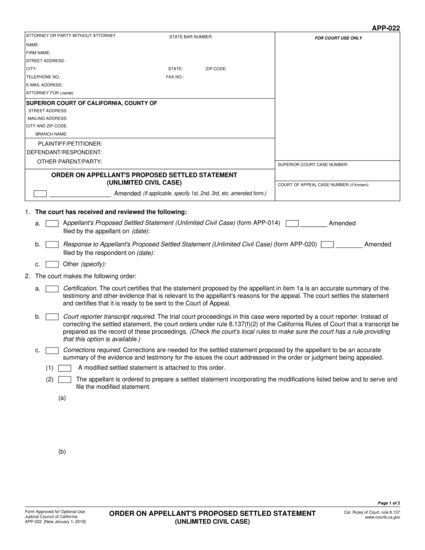 APP-022
ATTORNEY OR PARTY WITHOUT ATTORNEY STATE BAR NUMBER: FOR COURT USE ONLY
NAME:
FIRM NAME:
STREET ADDRESS:
CITY: STATE: ZIP CODE:
TELEPHONE NO.: FAX NO.:
E-MAIL ADDRESS:
ATTORNEY FOR (name):
SUPERIOR COURT OF CALIFORNIA, COUNTY OF
STREET ADDRESS:
MAILING ADDRESS:
CITY AND ZIP CODE:
BRANCH NAME:
PLAINTIFF/PETITIONER:
DEFENDANT/RESPONDENT:
OTHER PARENT/PARTY:
SUPERIOR COURT CASE NUMBER:
ORDER ON APPELLANT'S PROPOSED SETTLED STATEMENT
(UNLIMITED CIVIL CASE)
COURT OF APPEAL CASE NUMBER (if known):
Amended (If applicable, specify 1st, 2nd, 3rd, etc. amended form.)
1. The court has received and reviewed the following:
a. Appellant's Proposed Settled Statement (Unlimited Civil Case) (form APP-014) Amended
filed by the appellant on (date):
b. Response to Appellant's Proposed Settled Statement (Unlimited Civil Case) (form APP-020) Amended
filed by the respondent on (date):
c. Other (specify):
2. The court makes the following order:
a. Certification. The court certifies that the statement proposed by the appellant in item 1a is an accurate summary of the
testimony and other evidence that is relevant to the appellant's reasons for the appeal. The court settles the statement
and certifies that it is ready to be sent to the Court of Appeal.
b. Court reporter transcript required. The trial court proceedings in this case were reported by a court reporter. Instead of
correcting the settled statement, the court orders under rule 8.137(f)(2) of the California Rules of Court that a transcript be
prepared as the record of these proceedings. (Check the court's local rules to make sure the court has a rule providing
that this option is available.)
c. Corrections required. Corrections are needed for the settled statement proposed by the appellant to be an accurate
summary of the evidence and testimony for the issues the court addressed in the order or judgment being appealed.
(1) A modified settled statement is attached to this order.
(2) The appellant is ordered to prepare a settled statement incorporating the modifications listed below and to serve and
file the modified statement.
(a)
(b)
Page 1 of 2
Form Approved for Optional Use
Judicial Council of California
APP-022 [New January 1, 2019]
ORDER ON APPELLANT'S PROPOSED SETTLED STATEMENT
(UNLIMITED CIVIL CASE)
Cal. Rules of Court, rule 8.137
www.courts.ca.gov